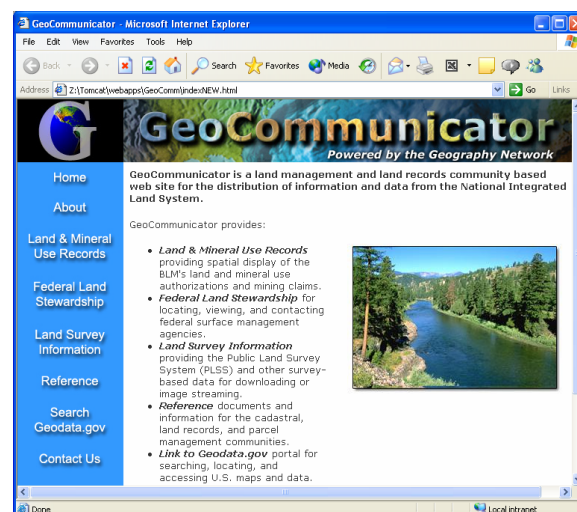 GeoCommunicator - Microsoft Internet Explorer
File Edit View Favorites Tools Help
Back Search Favorites Media
Address Z:\Tomcat\webapps\GeoComm\indexNEW.html Go Links
G
GeoCommunicator
Powered by the Geography Network
Home
About
Land & Mineral
Use Records
Federal Land
Stewardship
Land Survey
Information
Reference
Search
Geodata.gov
Contact Us
GeoCommunicator is a land management and land records community based
web site for the distribution of information and data from the National Integrated
Land System.
GeoCommunicator provides:
• Land & Mineral Use Records
providing spatial display of the
BLM's land and mineral use
authorizations and mining claims.
• Federal Land Stewardship for
locating, viewing, and contacting
federal surface management
agencies.
• Land Survey Information
providing the Public Land Survey
System (PLSS) and other survey-
based data for downloading or
image streaming.
• Reference documents and
information for the cadastral,
land records, and parcel
management communities.
• Link to Geodata.gov portal for
searching, locating, and
accessing U.S. maps and data.
Done Local intranet